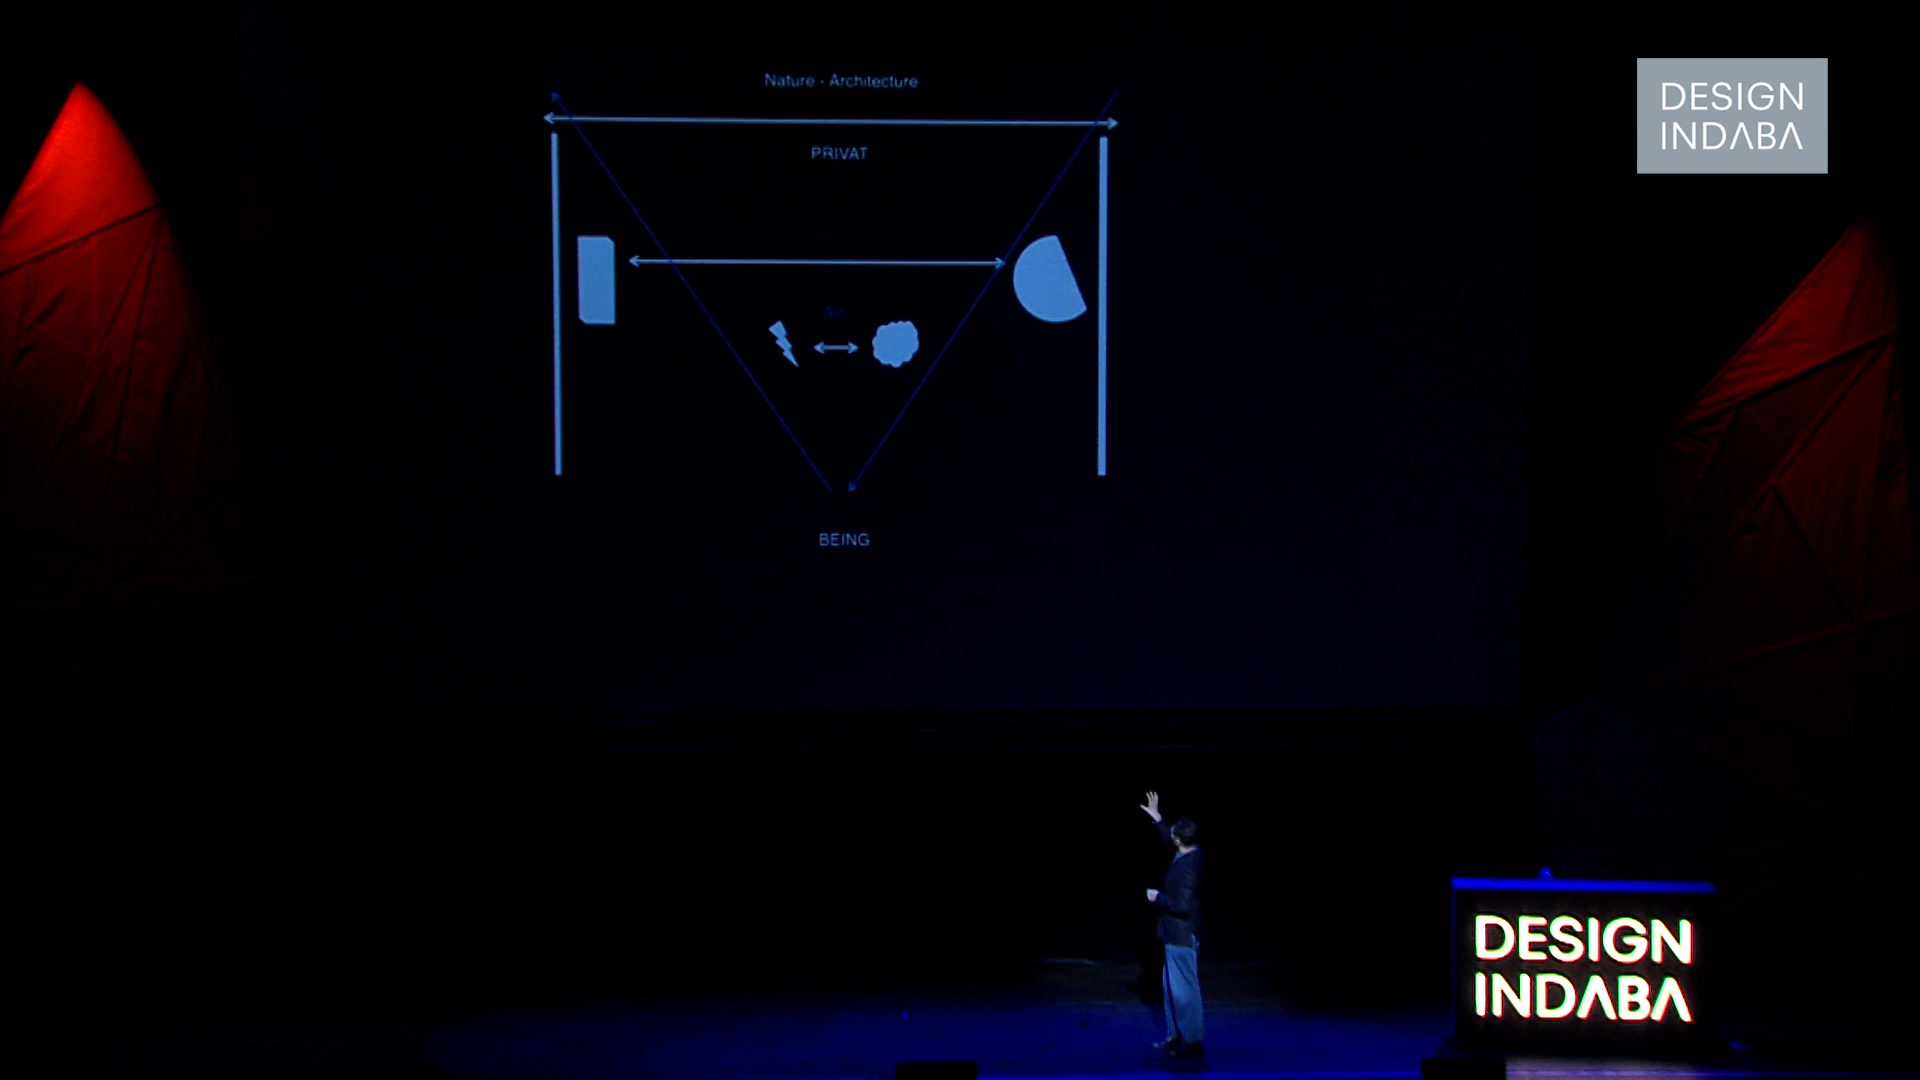 Nature - Architecture
PRIVAT
BEING
DESIGN
INDABA
DESIGN
INDABA